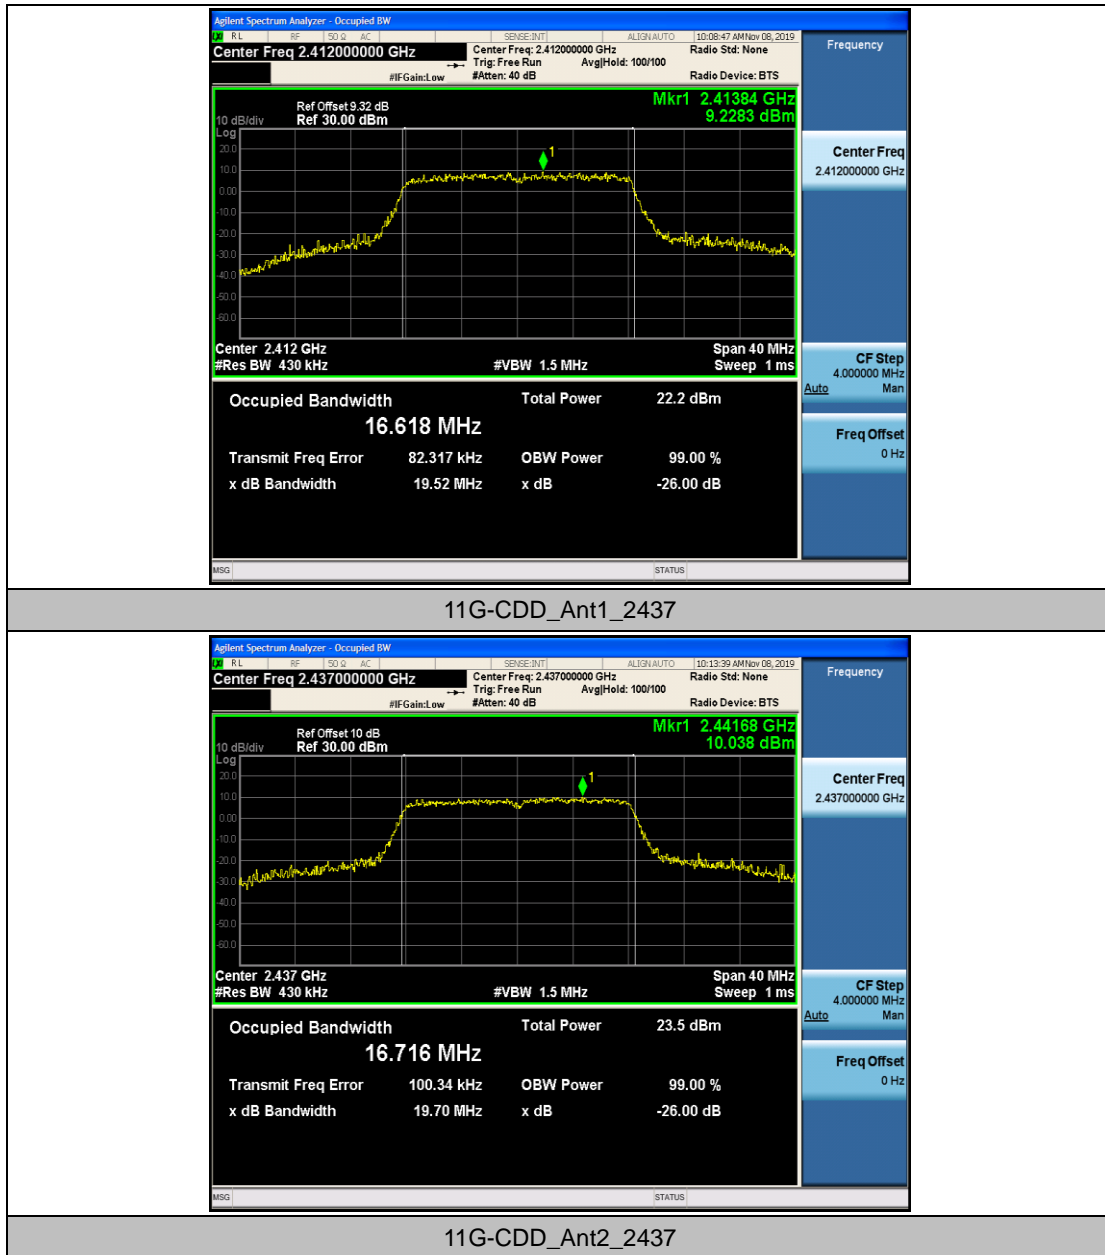 Agilent Spectrum Analyzer - Occupied BW
RL RF 50 Ω AC SENSE:INT ALIGN AUTO 10:08:47 AM Nov 08, 2019
Center Freq 2.412000000 GHz
Center Freq: 2.412000000 GHz Radio Std: None
Trig: Free Run Avg|Hold: 100/100
#IFGain:Low #Atten: 40 dB Radio Device: BTS
Frequency
Mkr1 2.41384 GHz
9.2283 dBm
Ref Offset 9.32 dB
10 dB/div Ref 30.00 dBm
Log
20.0
10.0
0.00
-10.0
-20.0
-30.0
-40.0
-50.0
-60.0
1
Center 2.412 GHz Span 40 MHz
#Res BW 430 kHz #VBW 1.5 MHz Sweep 1 ms
Center Freq
2.412000000 GHz
CF Step
4.000000 MHz
Auto Man
Freq Offset
0 Hz
Occupied Bandwidth Total Power 22.2 dBm
16.618 MHz
Transmit Freq Error 82.317 kHz OBW Power 99.00 %
x dB Bandwidth 19.52 MHz x dB -26.00 dB
MSG STATUS
11G-CDD_Ant1_2437
Agilent Spectrum Analyzer - Occupied BW
RL RF 50 Ω AC SENSE:INT ALIGN AUTO 10:13:39 AM Nov 08, 2019
Center Freq 2.437000000 GHz
Center Freq: 2.437000000 GHz Radio Std: None
Trig: Free Run Avg|Hold: 100/100
#IFGain:Low #Atten: 40 dB Radio Device: BTS
Frequency
Mkr1 2.44168 GHz
10.038 dBm
Ref Offset 10 dB
10 dB/div Ref 30.00 dBm
Log
20.0
10.0
0.00
-10.0
-20.0
-30.0
-40.0
-50.0
-60.0
1
Center 2.437 GHz Span 40 MHz
#Res BW 430 kHz #VBW 1.5 MHz Sweep 1 ms
Center Freq
2.437000000 GHz
CF Step
4.000000 MHz
Auto Man
Freq Offset
0 Hz
Occupied Bandwidth Total Power 23.5 dBm
16.716 MHz
Transmit Freq Error 100.34 kHz OBW Power 99.00 %
x dB Bandwidth 19.70 MHz x dB -26.00 dB
MSG STATUS
11G-CDD_Ant2_2437